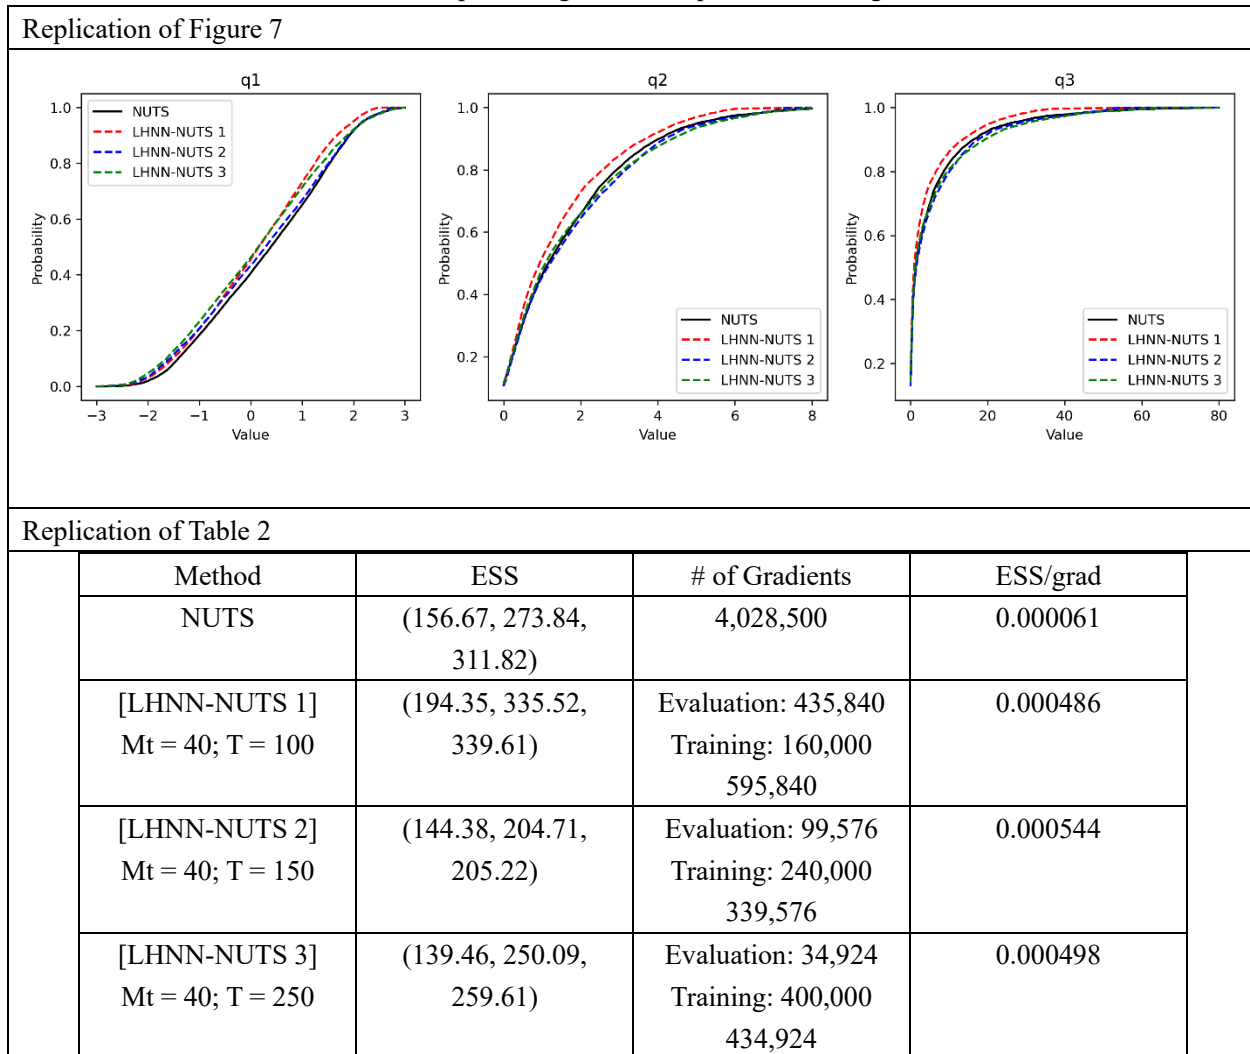 Replication of Figure 7
q1
q2
q3
1.0
0.8
0.6
0.4
0.2
0.0
Probability
NUTS
LHNN-NUTS 1
LHNN-NUTS 2
LHNN-NUTS 3
−3 −2 −1 0 1 2 3
Value
1.0
0.8
0.6
0.4
0.2
Probability
NUTS
LHNN-NUTS 1
LHNN-NUTS 2
LHNN-NUTS 3
0 2 4 6 8
Value
1.0
0.8
0.6
0.4
0.2
Probability
NUTS
LHNN-NUTS 1
LHNN-NUTS 2
LHNN-NUTS 3
0 20 40 60 80
Value
Replication of Table 2
Method ESS # of Gradients ESS/grad
NUTS (156.67, 273.84, 4,028,500 0.000061
311.82)
[LHNN-NUTS 1] (194.35, 335.52, Evaluation: 435,840 0.000486
Mt = 40; T = 100 339.61) Training: 160,000
595,840
[LHNN-NUTS 2] (144.38, 204.71, Evaluation: 99,576 0.000544
Mt = 40; T = 150 205.22) Training: 240,000
339,576
[LHNN-NUTS 3] (139.46, 250.09, Evaluation: 34,924 0.000498
Mt = 40; T = 250 259.61) Training: 400,000
434,924